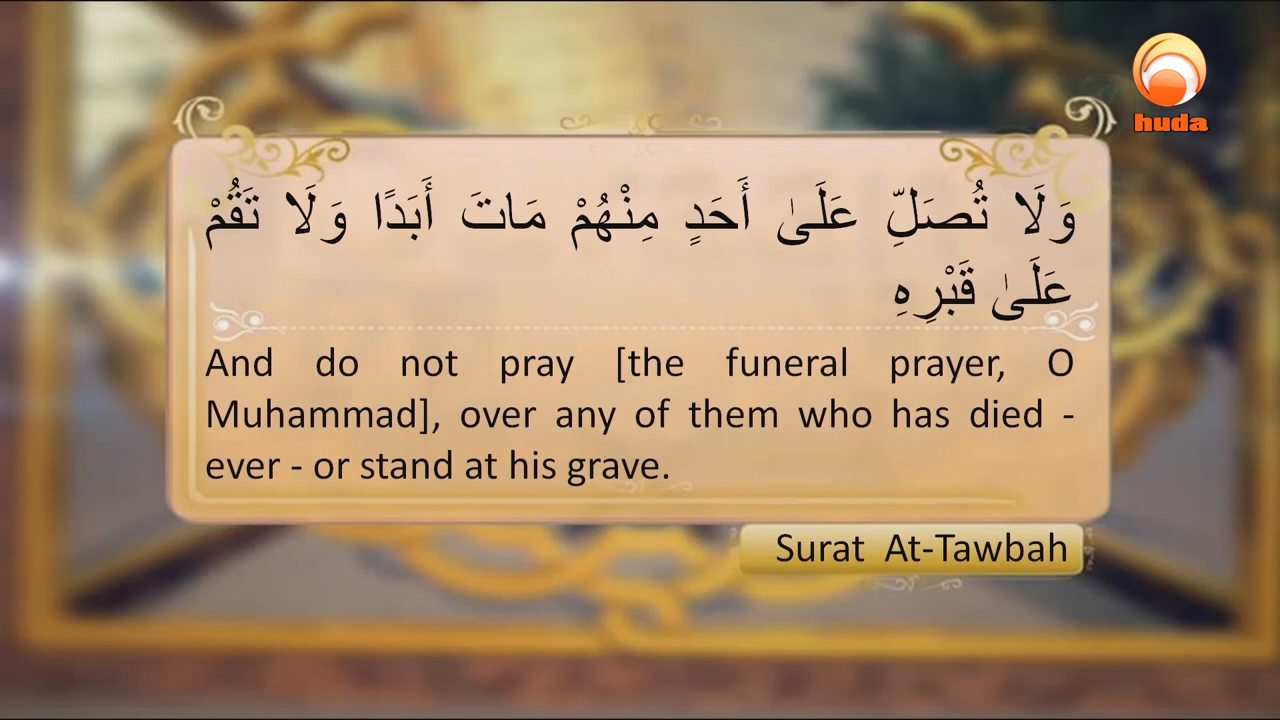 huda
وَلَا تُصَلِّ عَلَىٰ أَحَدٍ مِنْهُمْ مَاتَ أَبَدًا وَلَا تَقُمْ
عَلَىٰ قَبْرِهِ
And do not pray [the funeral prayer, O
Muhammad], over any of them who has died -
ever - or stand at his grave.
Surat At-Tawbah